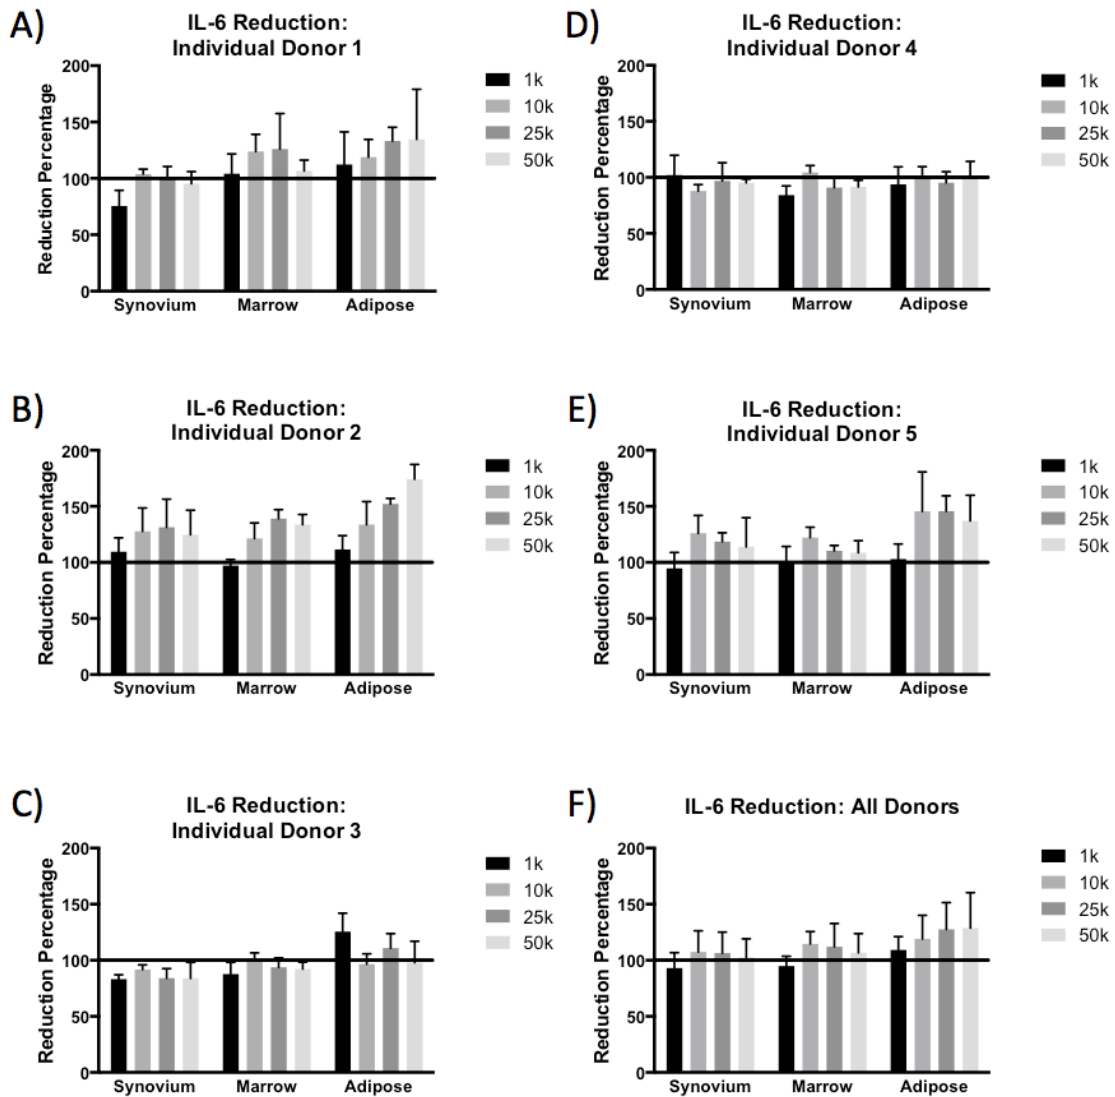 A)
IL-6 Reduction:
Individual Donor 1
Reduction Percentage
200
150
100
50
0
Synovium Marrow Adipose
1k
10k
25k
50k
D)
IL-6 Reduction:
Individual Donor 4
Reduction Percentage
200
150
100
50
0
Synovium Marrow Adipose
1k
10k
25k
50k
B)
IL-6 Reduction:
Individual Donor 2
Reduction Percentage
200
150
100
50
0
Synovium Marrow Adipose
1k
10k
25k
50k
E)
IL-6 Reduction:
Individual Donor 5
Reduction Percentage
200
150
100
50
0
Synovium Marrow Adipose
1k
10k
25k
50k
C)
IL-6 Reduction:
Individual Donor 3
Reduction Percentage
200
150
100
50
0
Synovium Marrow Adipose
1k
10k
25k
50k
F)
IL-6 Reduction: All Donors
Reduction Percentage
200
150
100
50
0
Synovium Marrow Adipose
1k
10k
25k
50k